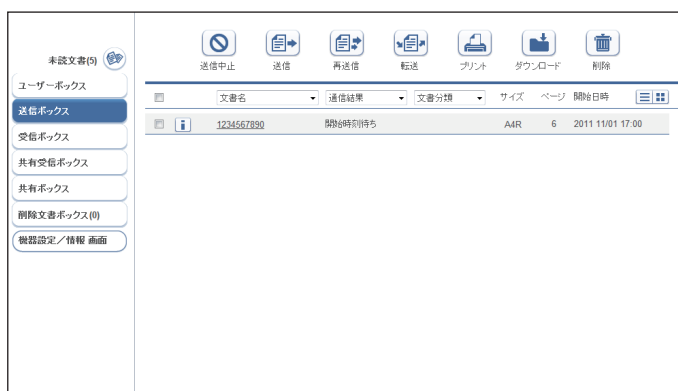 未読文書(5)
ユーザーボックス
送信ボックス
受信ボックス
共有受信ボックス
共有ボックス
削除文書ボックス(0)
機器設定／情報 画面
送信中止 送信 再送信 転送 プリント ダウンロード 削除
文書名 通信結果 文書分類 サイズ ページ 開始日時
1234567890 開始時刻待ち A4R 6 2011 11/01 17:00